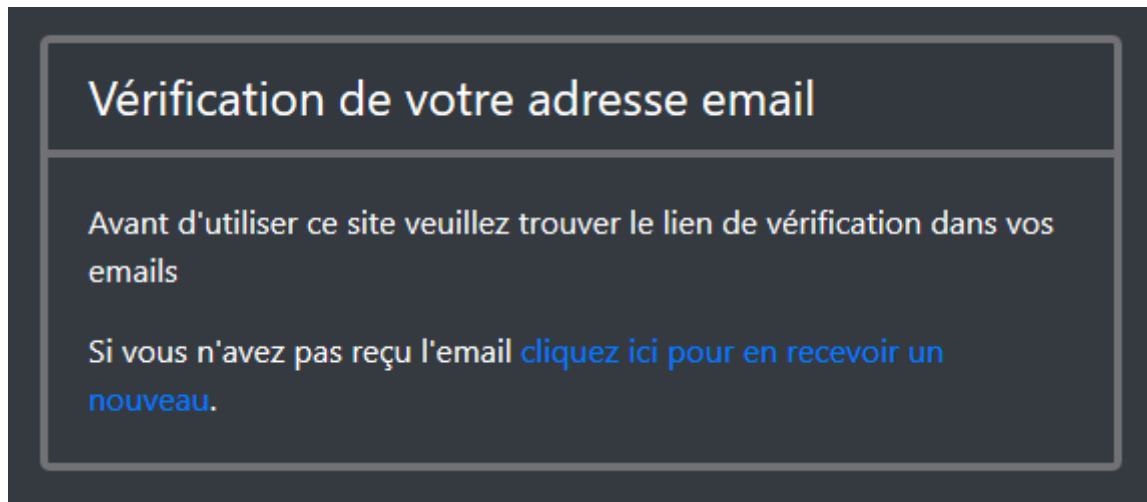 Vérification de votre adresse email
Avant d'utiliser ce site veuillez trouver le lien de vérification dans vos
emails
Si vous n'avez pas reçu l'email cliquez ici pour en recevoir un
nouveau.